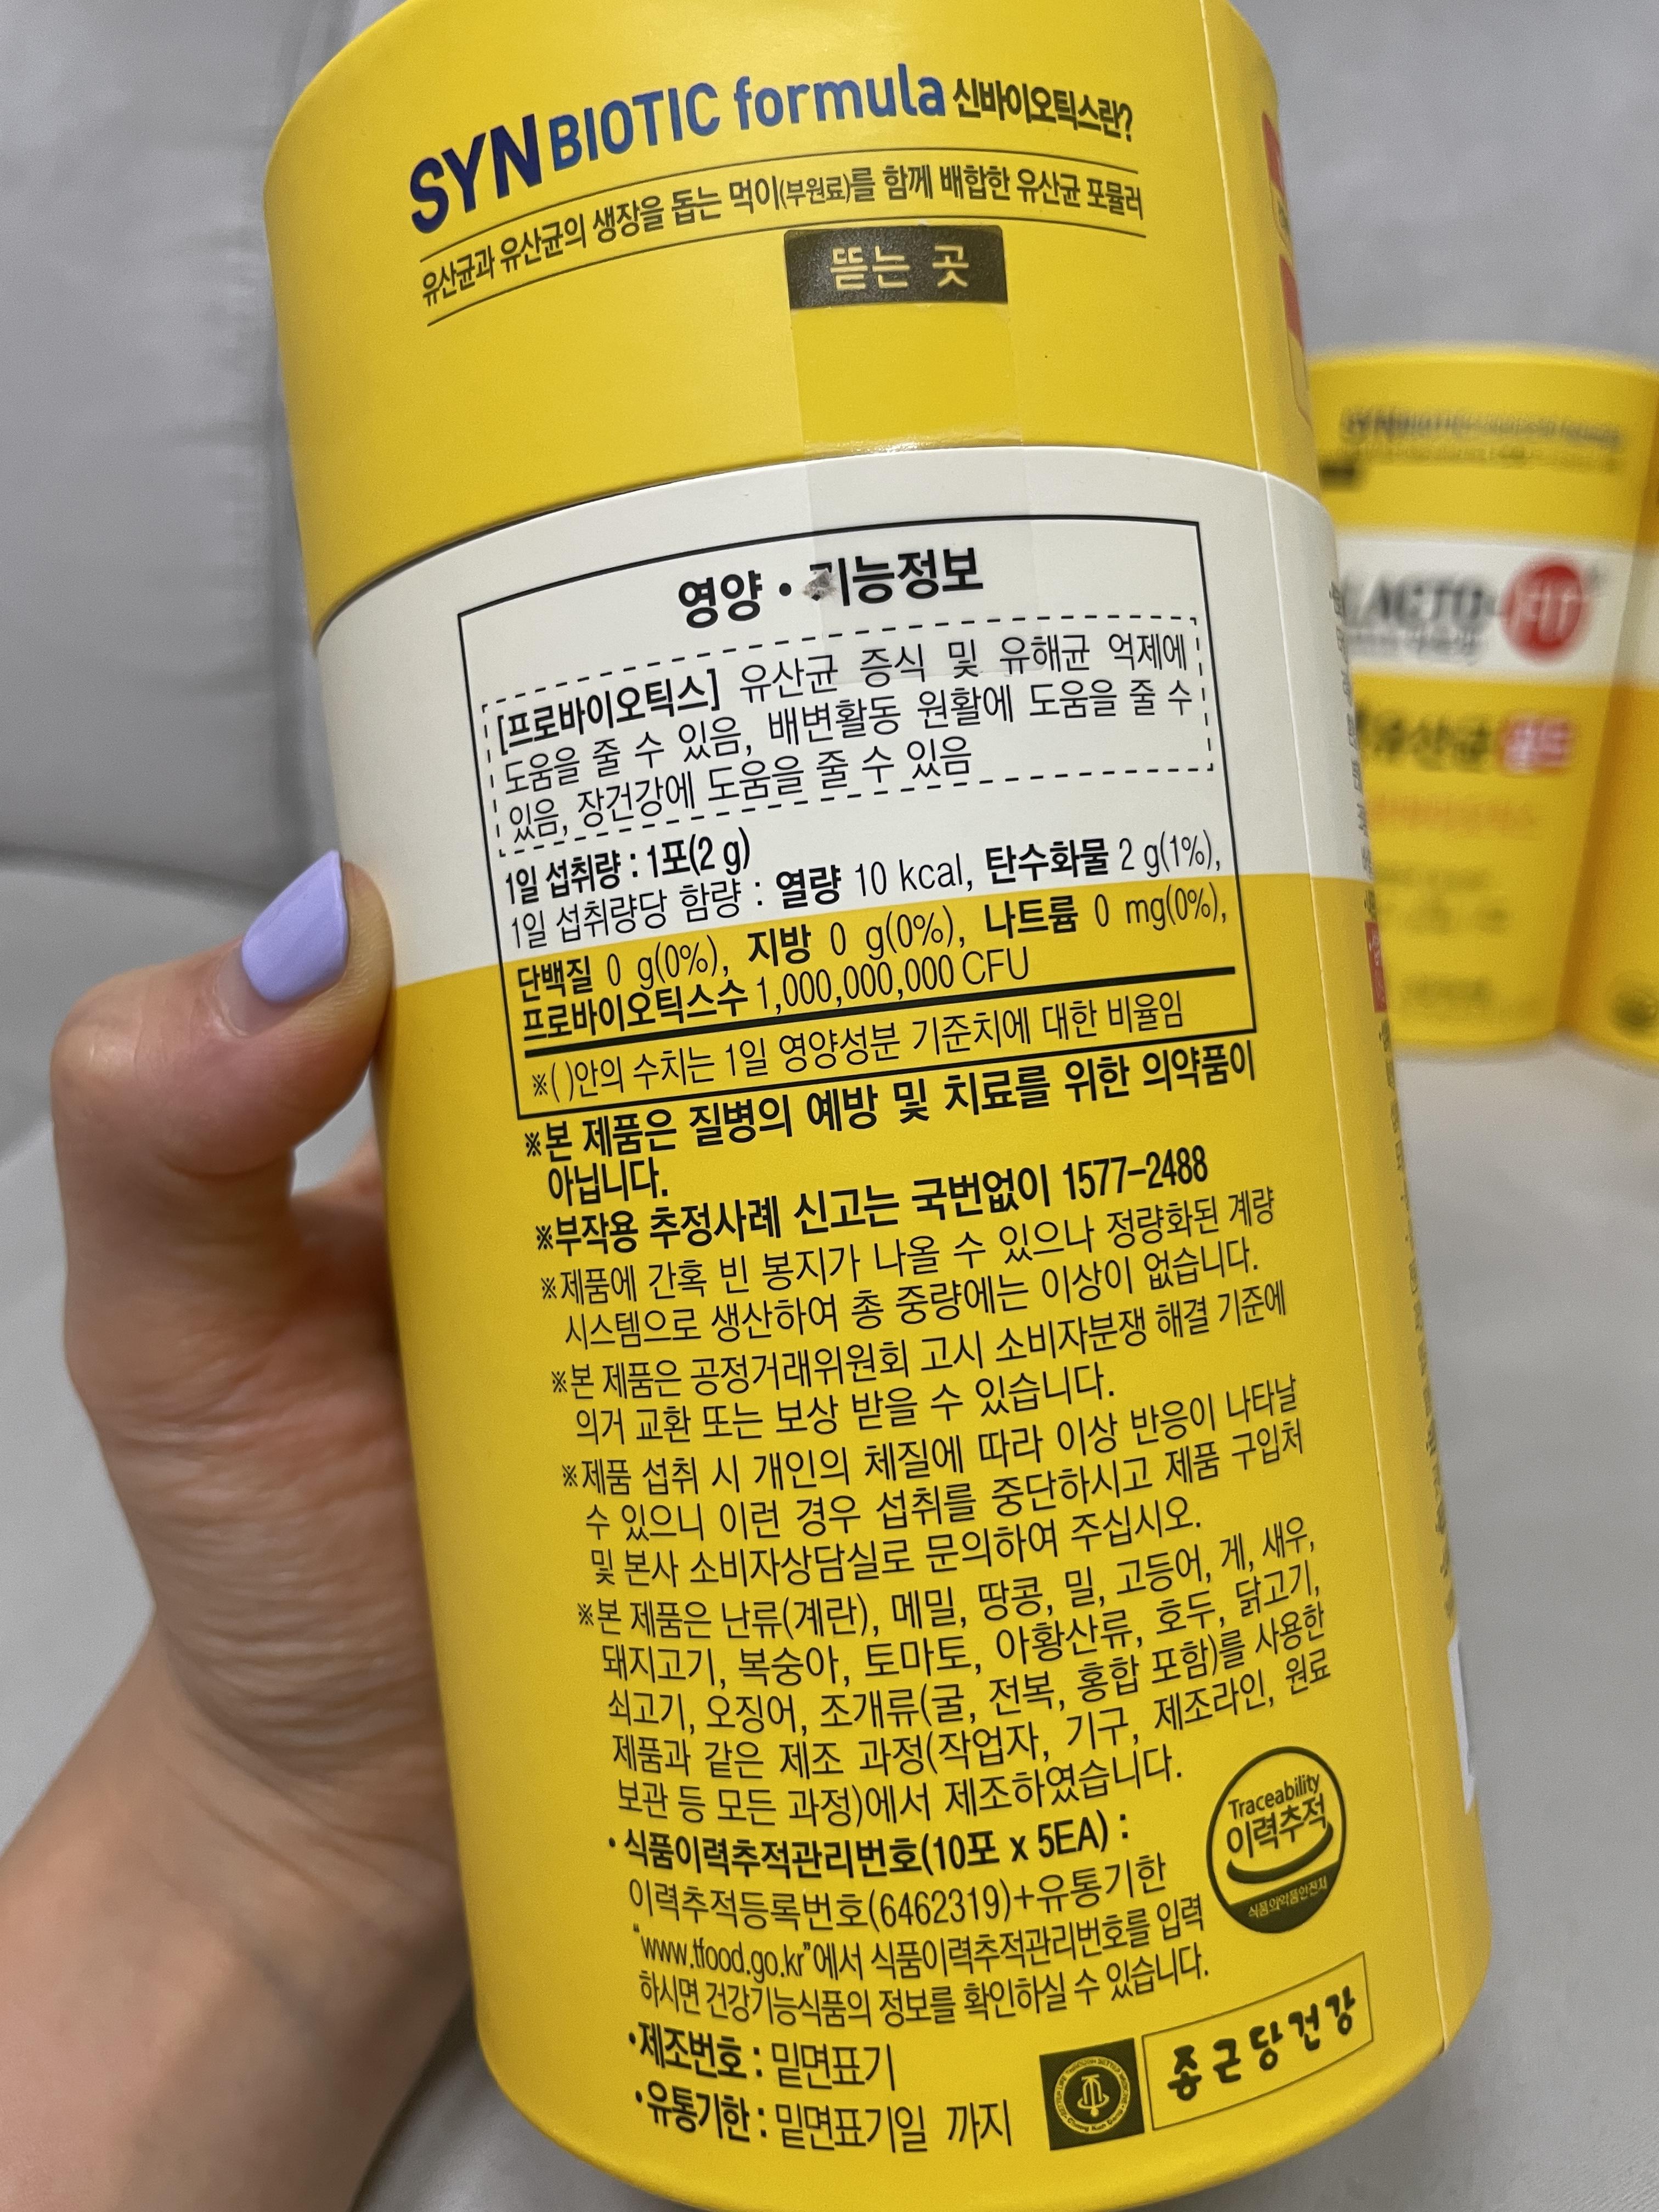 SYNBIOTIC formula 신바이오틱스란?
유산균과 유산균의 생장을 돕는 먹이(부원료)를 함께 배합한 유산균 포뮬러
뜯는 곳
영양 • 기능정보
[프로바이오틱스] 유산균 증식 및 유해균 억제에
도움을 줄 수 있음, 배변활동 원활에 도움을 줄 수
있음, 장건강에 도움을 줄 수 있음
1일 섭취량 : 1포(2 g)
1일 섭취량당 함량 : 열량 10 kcal, 탄수화물 2 g(1%),
단백질 0 g(0%), 지방 0 g(0%), 나트륨 0 mg(0%),
프로바이오틱스수 1,000,000,000 CFU
※( )안의 수치는 1일 영양성분 기준치에 대한 비율임
※본 제품은 질병의 예방 및 치료를 위한 의약품이
아닙니다.
※부작용 추정사례 신고는 국번없이 1577-2488
※제품에 간혹 빈 봉지가 나올 수 있으나 정량화된 계량
시스템으로 생산하여 총 중량에는 이상이 없습니다.
※본 제품은 공정거래위원회 고시 소비자분쟁 해결 기준에
의거 교환 또는 보상 받을 수 있습니다.
※제품 섭취 시 개인의 체질에 따라 이상 반응이 나타날
수 있으니 이런 경우 섭취를 중단하시고 제품 구입처
및 본사 소비자상담실로 문의하여 주십시오.
※본 제품은 난류(계란), 메밀, 땅콩, 밀, 고등어, 게, 새우,
돼지고기, 복숭아, 토마토, 아황산류, 호두, 닭고기,
쇠고기, 오징어, 조개류(굴, 전복, 홍합 포함)를 사용한
제품과 같은 제조 과정(작업자, 기구, 제조라인, 원료
보관 등 모든 과정)에서 제조하였습니다.
• 식품이력추적관리번호(10포 x 5EA) :
이력추적등록번호(6462319)+유통기한
"www.tfood.go.kr"에서 식품이력추적관리번호를 입력
하시면 건강기능식품의 정보를 확인하실 수 있습니다.
•제조번호 : 밑면표기
•유통기한 : 밑면표기일 까지
Traceability
이력추적
식품의약품안전처
종근당건강
LACTO-FIT
유산균 골드